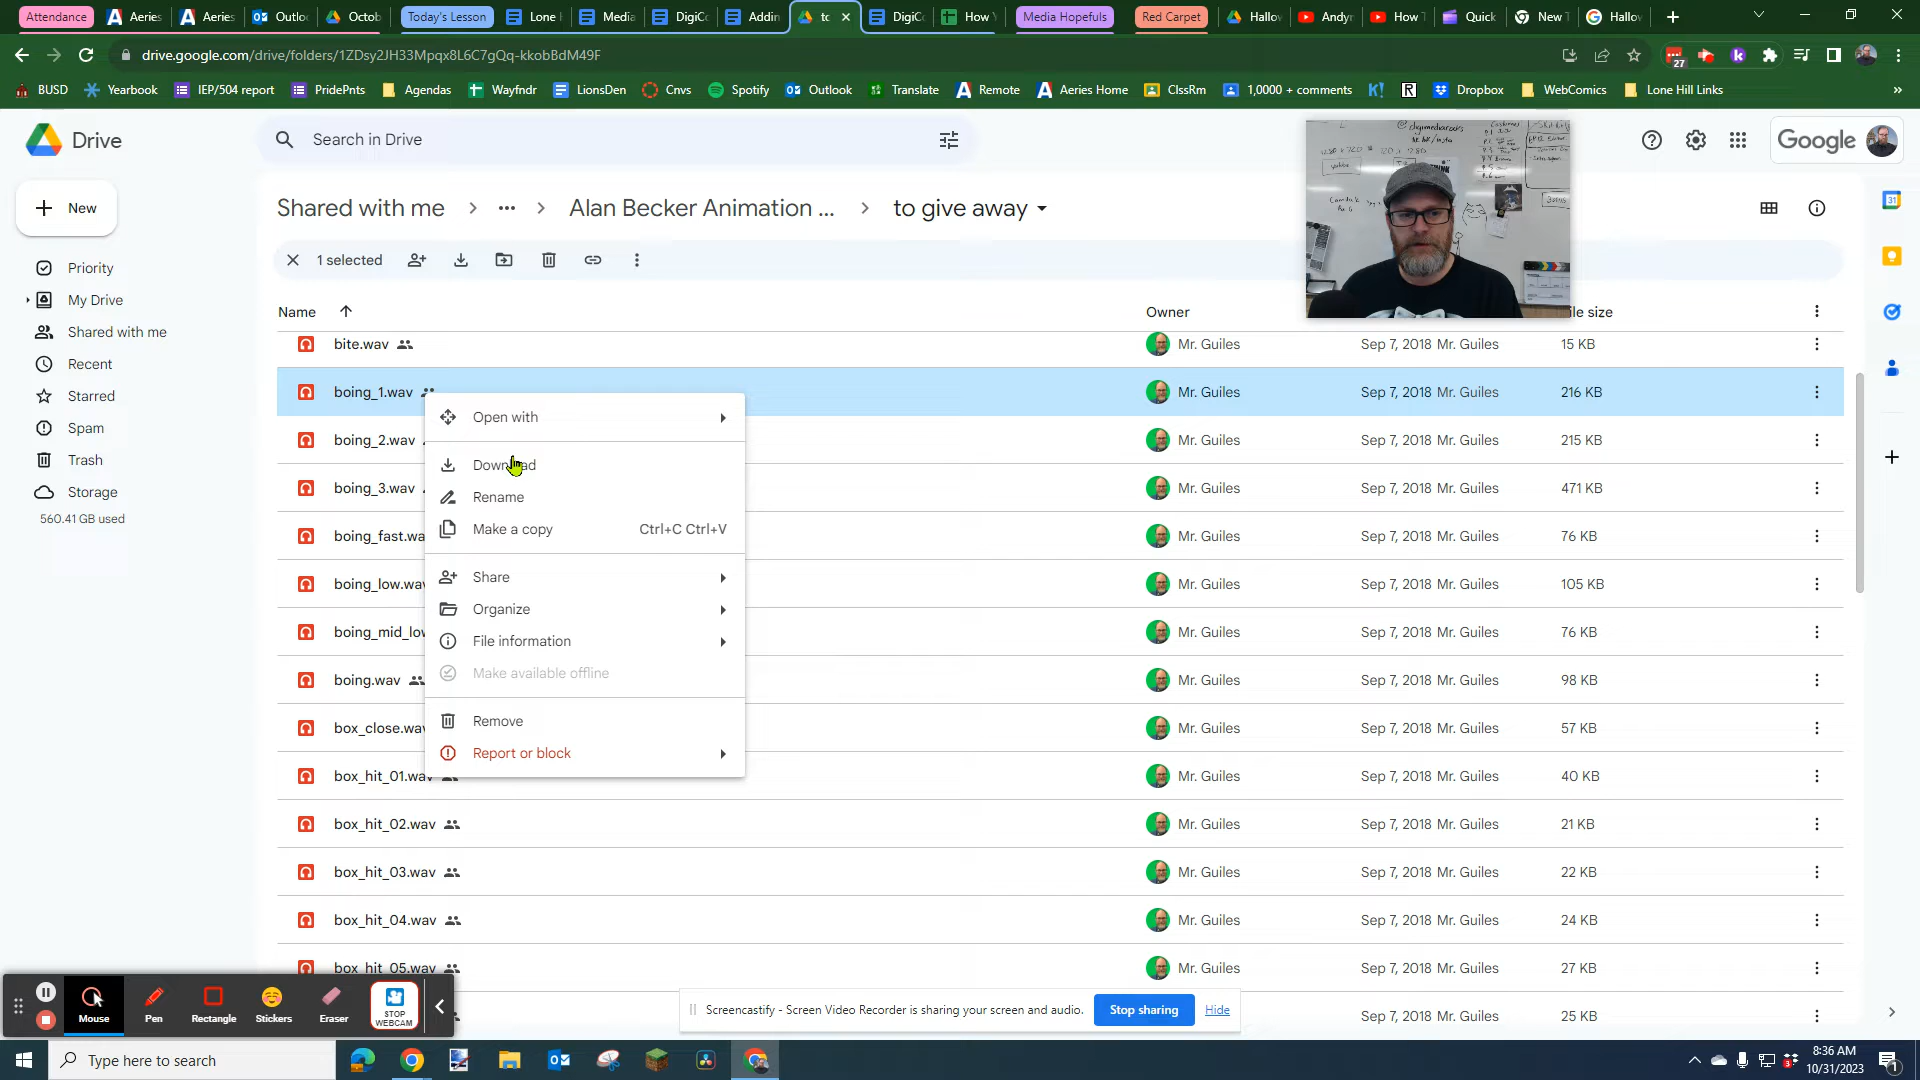 Attendance Aeries Aeries Outlo Octob Today's Lesson Lone I Media DigiCo Addin to DigiCo How Y Media Hopefuls Red Carpet Hallov Andyn How T Quick New T Hallov
drive.google.com/drive/folders/1ZDsy2JH33Mpqx8L6C7gQq-kkobBdM49F 27
BUSD Yearbook IEP/504 report PridePnts Agendas Wayfndr LionsDen Cnvs Spotify Outlook Translate Remote Aeries Home ClssRm 1,0000 + comments K! R Dropbox WebComics Lone Hill Links »
Drive Search in Drive Google
New
Shared with me > ... > Alan Becker Animation ... > to give away
1 selected
Priority
My Drive
Shared with me
Recent
Starred
Spam
Trash
Storage
560.41 GB used
Name Owner ile size
bite.wav Mr. Guiles Sep 7, 2018 Mr. Guiles 15 KB
boing_1.wav Mr. Guiles Sep 7, 2018 Mr. Guiles 216 KB
boing_2.wav Mr. Guiles Sep 7, 2018 Mr. Guiles 215 KB
boing_3.wav Mr. Guiles Sep 7, 2018 Mr. Guiles 471 KB
boing_fast.wa Mr. Guiles Sep 7, 2018 Mr. Guiles 76 KB
boing_low.wav Mr. Guiles Sep 7, 2018 Mr. Guiles 105 KB
boing_mid_lov Mr. Guiles Sep 7, 2018 Mr. Guiles 76 KB
boing.wav Mr. Guiles Sep 7, 2018 Mr. Guiles 98 KB
box_close.wav Mr. Guiles Sep 7, 2018 Mr. Guiles 57 KB
box_hit_01.wav Mr. Guiles Sep 7, 2018 Mr. Guiles 40 KB
box_hit_02.wav Mr. Guiles Sep 7, 2018 Mr. Guiles 21 KB
box_hit_03.wav Mr. Guiles Sep 7, 2018 Mr. Guiles 22 KB
box_hit_04.wav Mr. Guiles Sep 7, 2018 Mr. Guiles 24 KB
box_hit_05.wav Mr. Guiles Sep 7, 2018 Mr. Guiles 27 KB
Sep 7, 2018 Mr. Guiles 25 KB
Open with
Download
Rename
Make a copy Ctrl+C Ctrl+V
Share
Organize
File information
Make available offline
Remove
Report or block
Mouse Pen Rectangle Stickers Eraser STOP WEBCAM
Screencastify - Screen Video Recorder is sharing your screen and audio. Stop sharing Hide
Type here to search
8:36 AM
10/31/2023